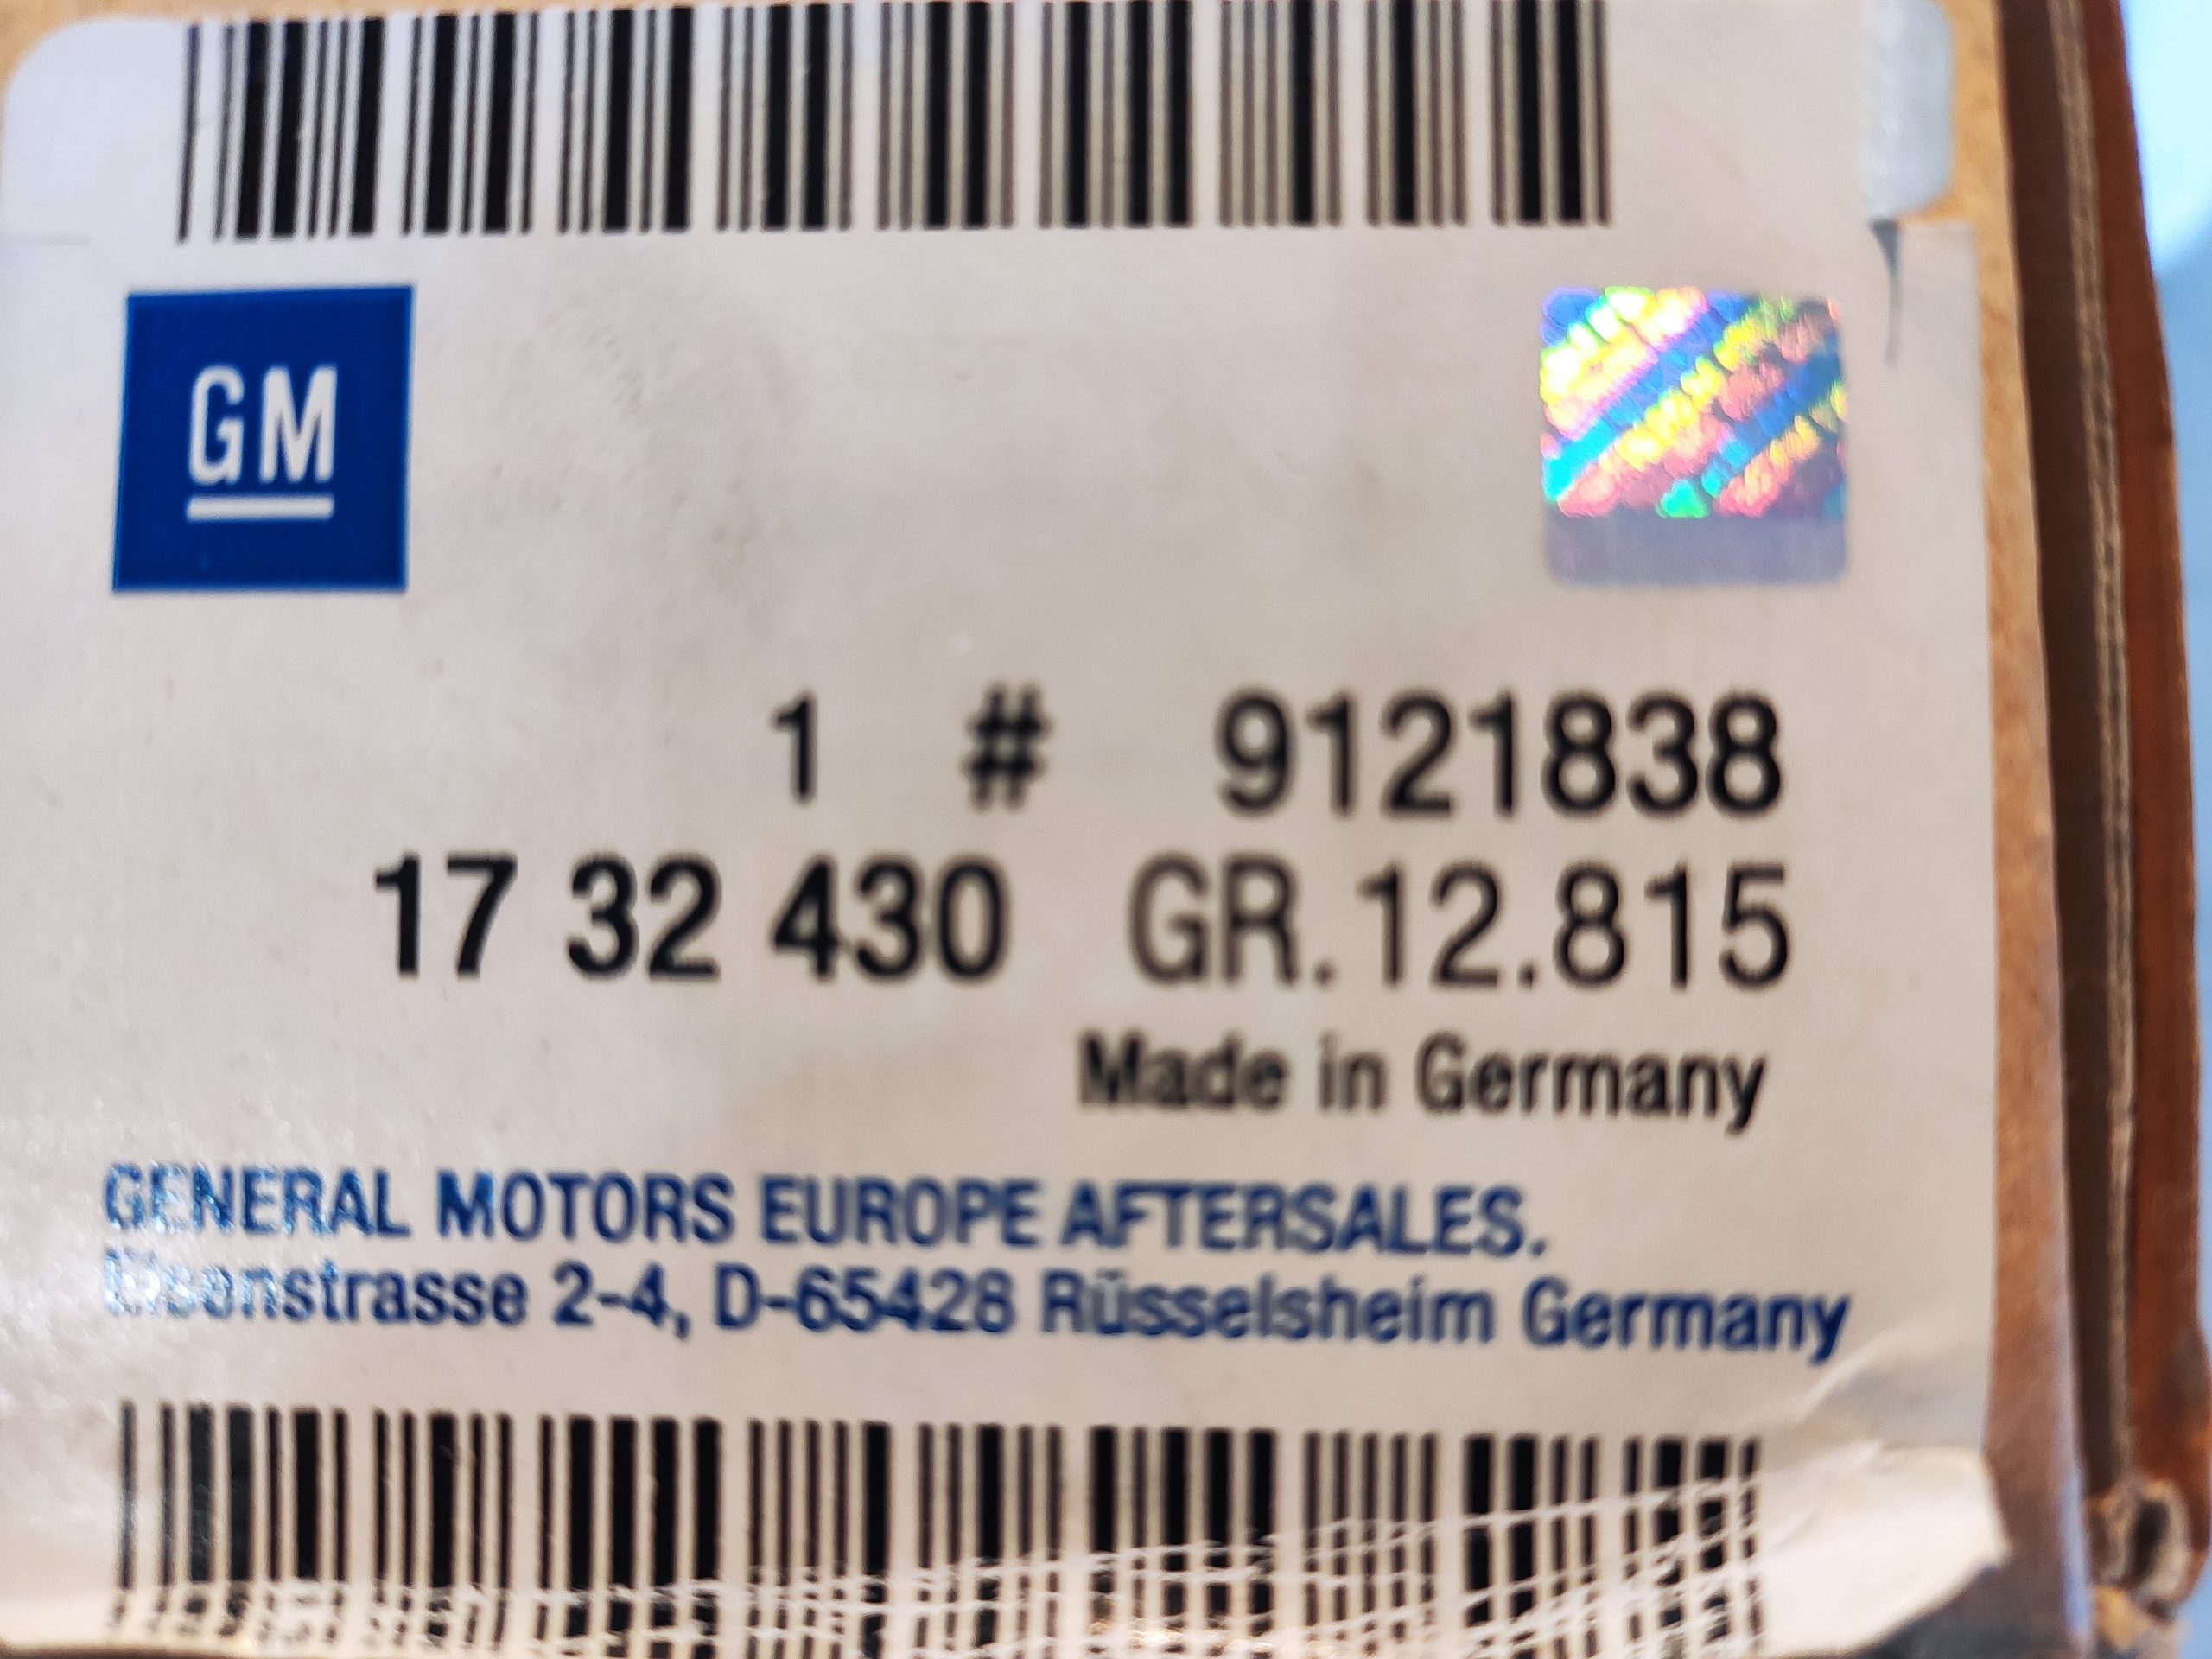 GM
1 # 9121838
17 32 430 GR.12.815
Made in Germany
GENERAL MOTORS EUROPE AFTERSALES.
Eisenstrasse 2-4, D-65428 Rüsselsheim Germany